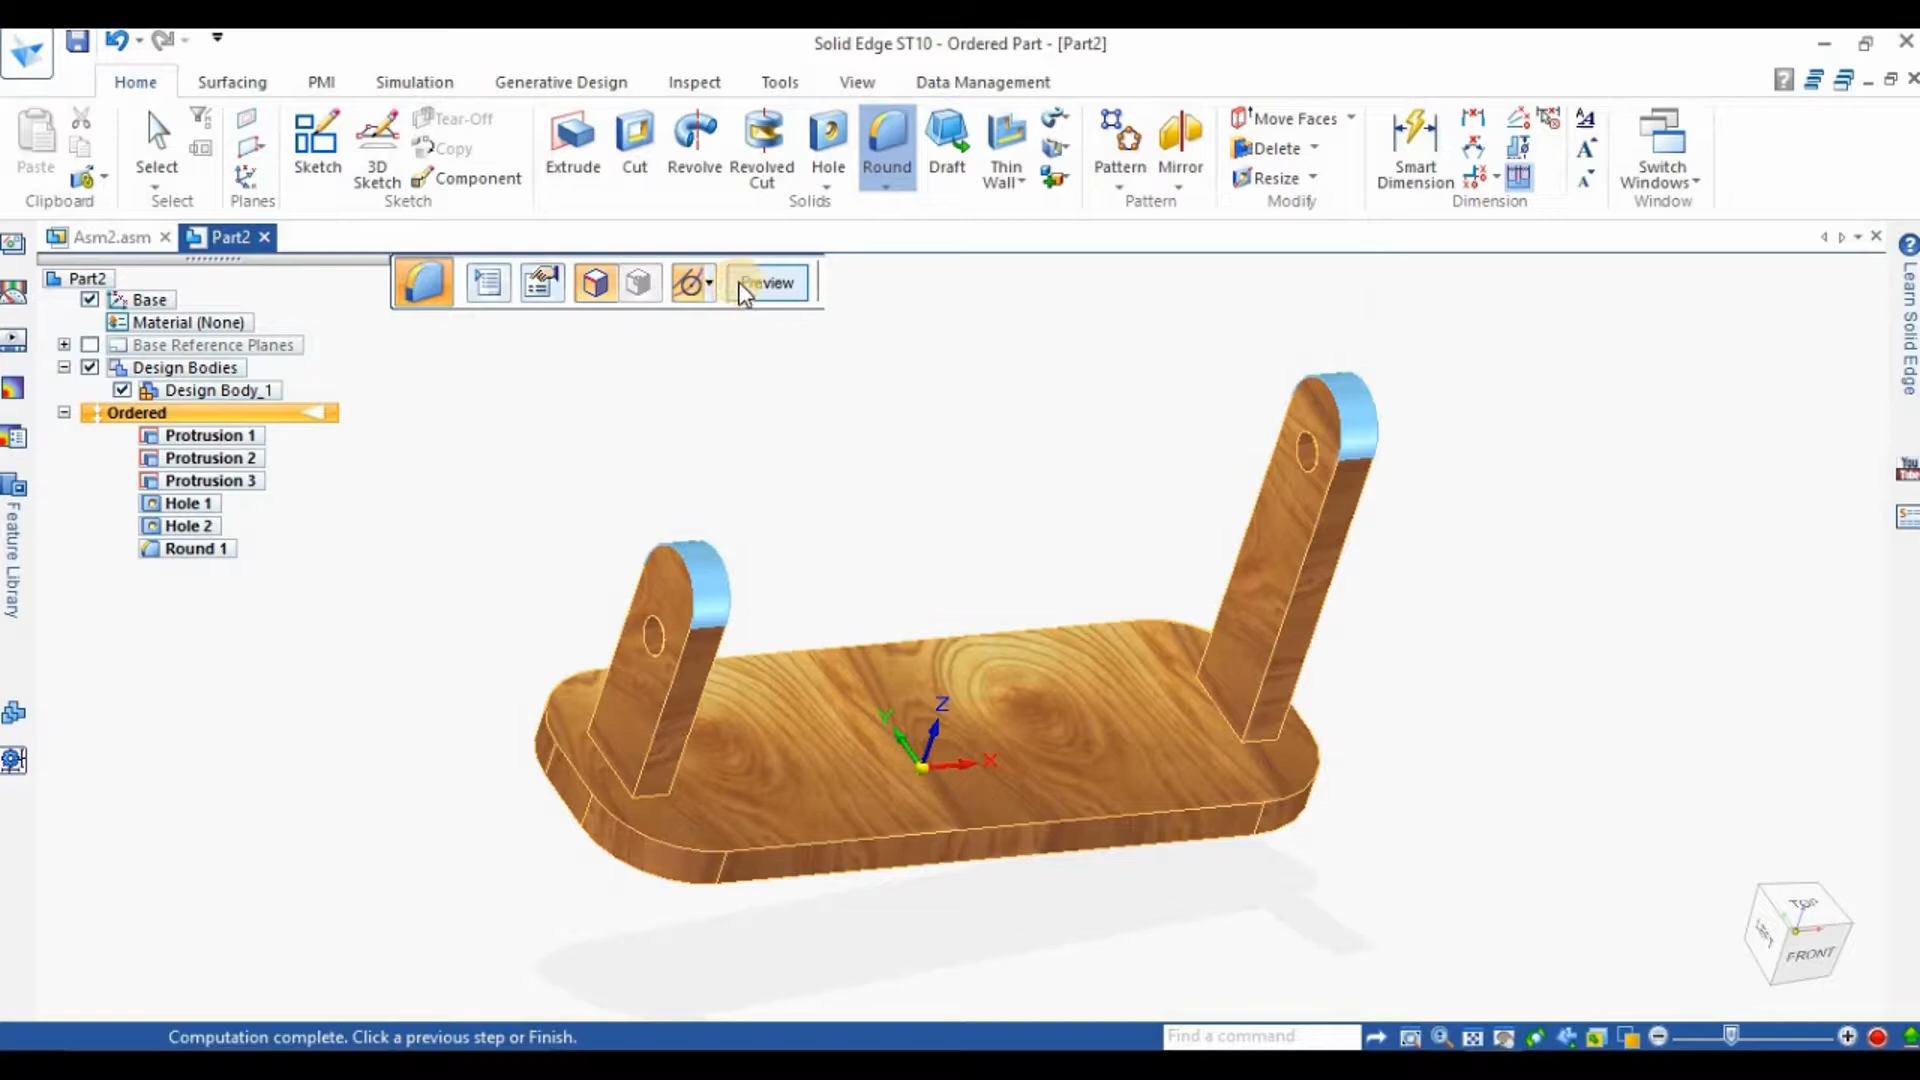 Solid Edge ST10 - Ordered Part - [Part2]
Home Surfacing PMI Simulation Generative Design Inspect Tools View Data Management
Paste
Clipboard
Select
Select
Planes
Sketch
3D Sketch
Tear-Off
Copy
Component
Sketch
Extrude
Cut
Revolve
Revolved Cut
Hole
Round
Draft
Thin Wall
Solids
Pattern
Mirror
Pattern
Move Faces
Delete
Resize
Modify
Smart Dimension
Dimension
Switch Windows
Window
Asm2.asm
Part2
Part2
Base
Material (None)
Base Reference Planes
Design Bodies
Design Body_1
Ordered
Protrusion 1
Protrusion 2
Protrusion 3
Hole 1
Hole 2
Round 1
Feature Library
Learn Solid Edge
You
Z
Y
X
TOP
LEFT
FRONT
Computation complete. Click a previous step or Finish.
Find a command